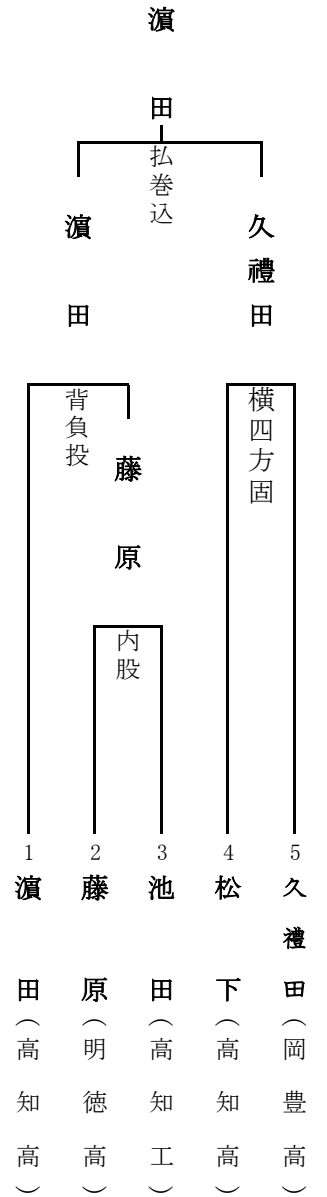 濵田
払巻込
濵田
久禮田
背負投
横四方固
藤原
内股
1
濵田(高知高)
2
藤原(明徳高)
3
池田(高知工)
4
松下(高知高)
5
久禮田(岡豊高)